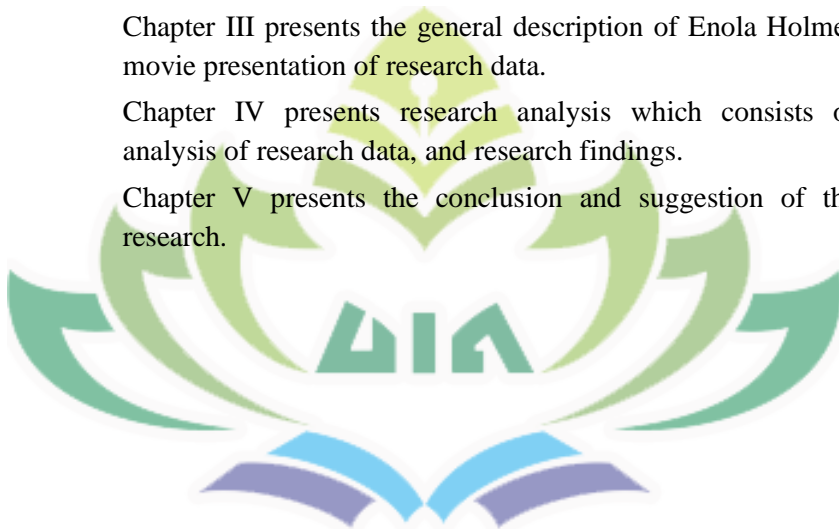 Chapter III presents the general description of Enola Holme
movie presentation of research data.
Chapter IV presents research analysis which consists o
analysis of research data, and research findings.
Chapter V presents the conclusion and suggestion of th
research.